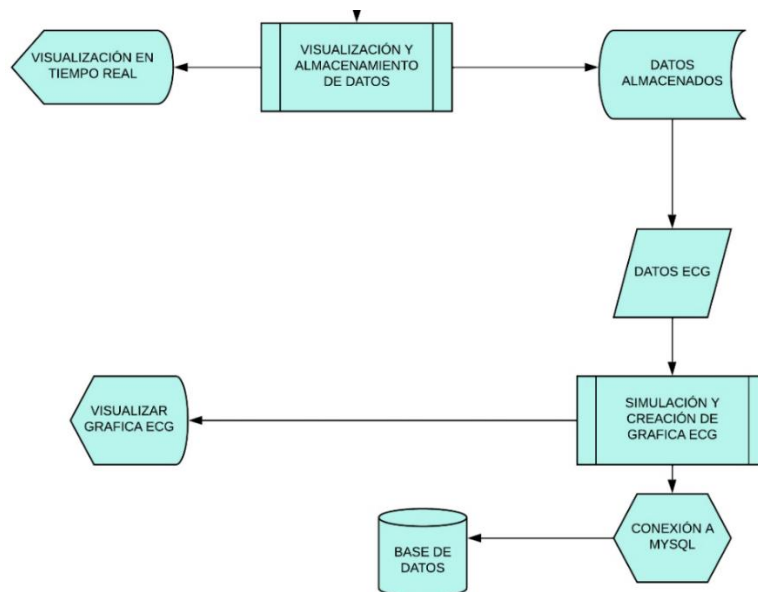 VISUALIZACIÓN EN
TIEMPO REAL
VISUALIZACIÓN Y
ALMACENAMIENTO
DE DATOS
DATOS
ALMACENADOS
DATOS ECG
VISUALIZAR
GRAFICA ECG
SIMULACIÓN Y
CREACIÓN DE
GRAFICA ECG
BASE DE
DATOS
CONEXIÓN A
MYSQL